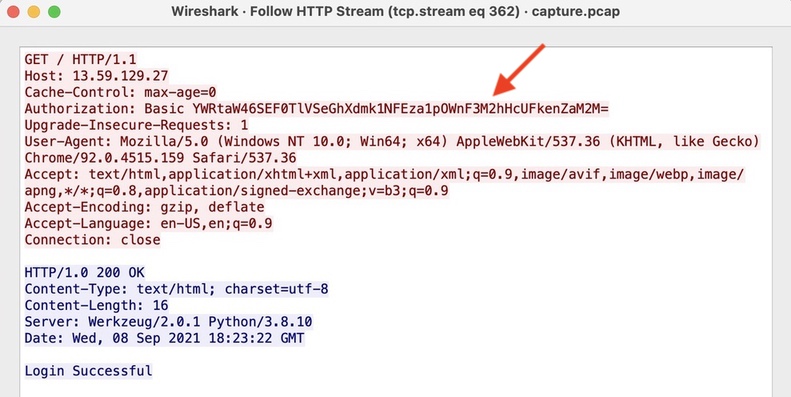 Wireshark · Follow HTTP Stream (tcp.stream eq 362) · capture.pcap
GET / HTTP/1.1
Host: 13.59.129.27
Cache-Control: max-age=0
Authorization: Basic YWRtaW46SEF0TlVSeGhXdmk1NFEza1pOWnF3M2hHcUFkenZaM2M=
Upgrade-Insecure-Requests: 1
User-Agent: Mozilla/5.0 (Windows NT 10.0; Win64; x64) AppleWebKit/537.36 (KHTML, like Gecko)
Chrome/92.0.4515.159 Safari/537.36
Accept: text/html,application/xhtml+xml,application/xml;q=0.9,image/avif,image/webp,image/
apng,*/*;q=0.8,application/signed-exchange;v=b3;q=0.9
Accept-Encoding: gzip, deflate
Accept-Language: en-US,en;q=0.9
Connection: close
HTTP/1.0 200 OK
Content-Type: text/html; charset=utf-8
Content-Length: 16
Server: Werkzeug/2.0.1 Python/3.8.10
Date: Wed, 08 Sep 2021 18:23:22 GMT
Login Successful